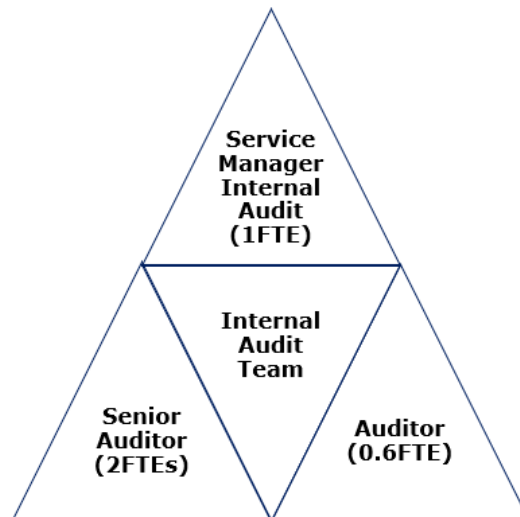 Service
Manager
Internal
Audit
(1FTE)
Internal
Audit
Team
Senior
Auditor
(2FTEs)
Auditor
(0.6FTE)